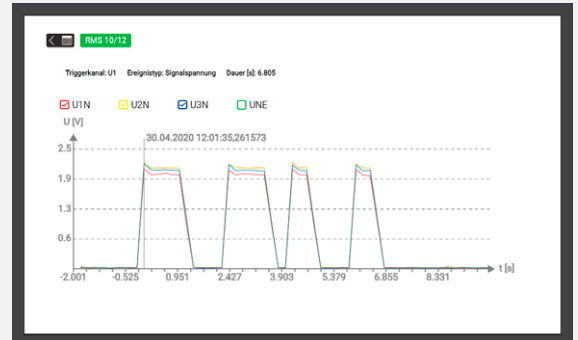 RMS 10/12
Triggerkanal: U1 Ereignistyp: Signalspannung Dauer [s]: 6.805
U1N U2N U3N UNE
U [V]
30.04.2020 12:01:35,261573
2.5
1.9
1.3
0.6
-2.001 -0.525 0.951 2.427 3.903 5.379 6.855 8.331
t [s]